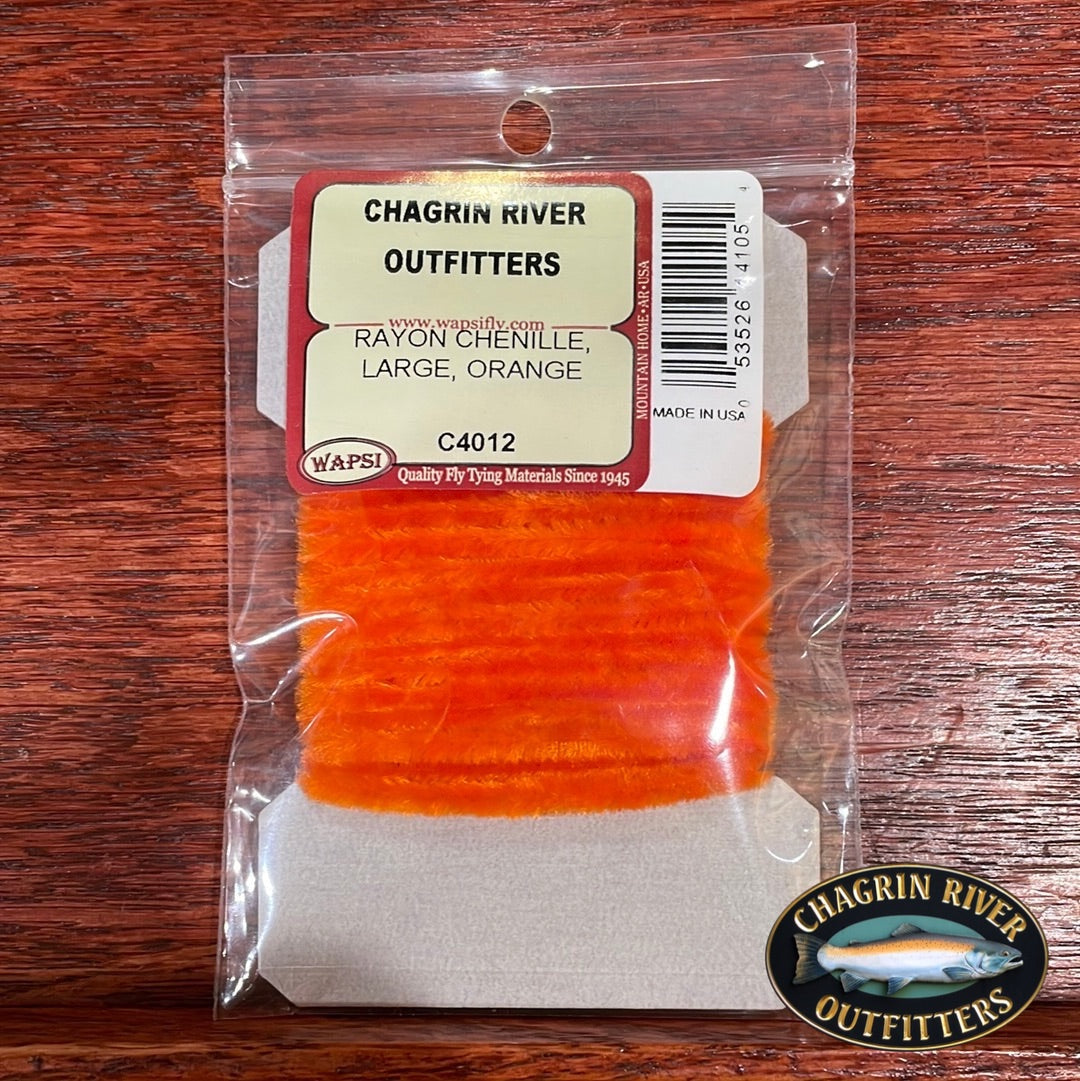 CHAGRIN RIVER
OUTFITTERS
www.wapsifly.com
RAYON CHENILLE,
LARGE, ORANGE
C4012
WAPSI
Quality Fly Tying Materials Since 1945
MOUNTAIN HOME•AR•USA
0 53526 14105 4
MADE IN USA
CHAGRIN RIVER
OUTFITTERS